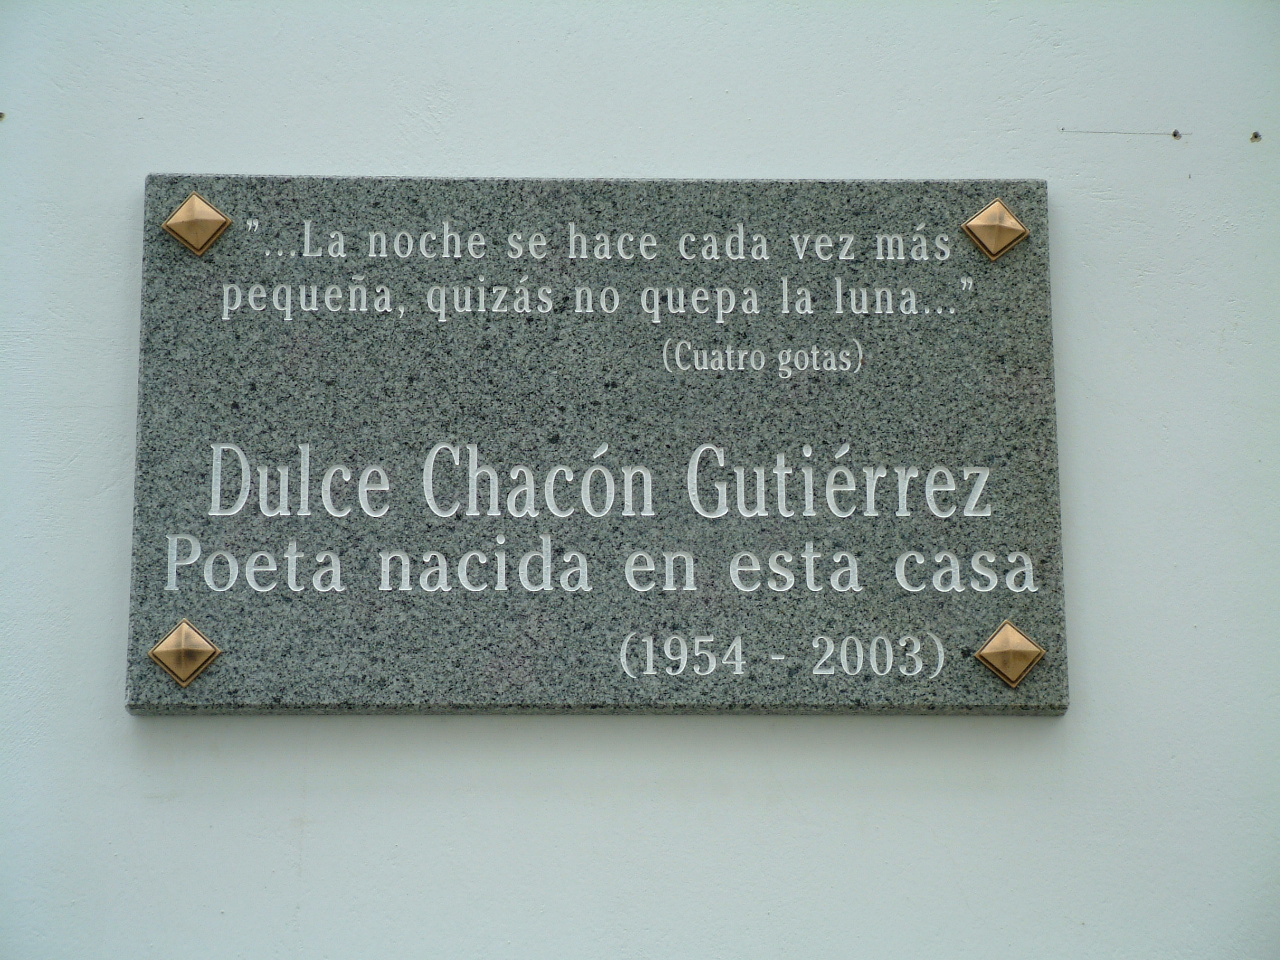 "...La noche se hace cada vez más
pequeña, quizás no quepa la luna..."
(Cuatro gotas)
Dulce Chacón Gutiérrez
Poeta nacida en esta casa
(1954 - 2003)